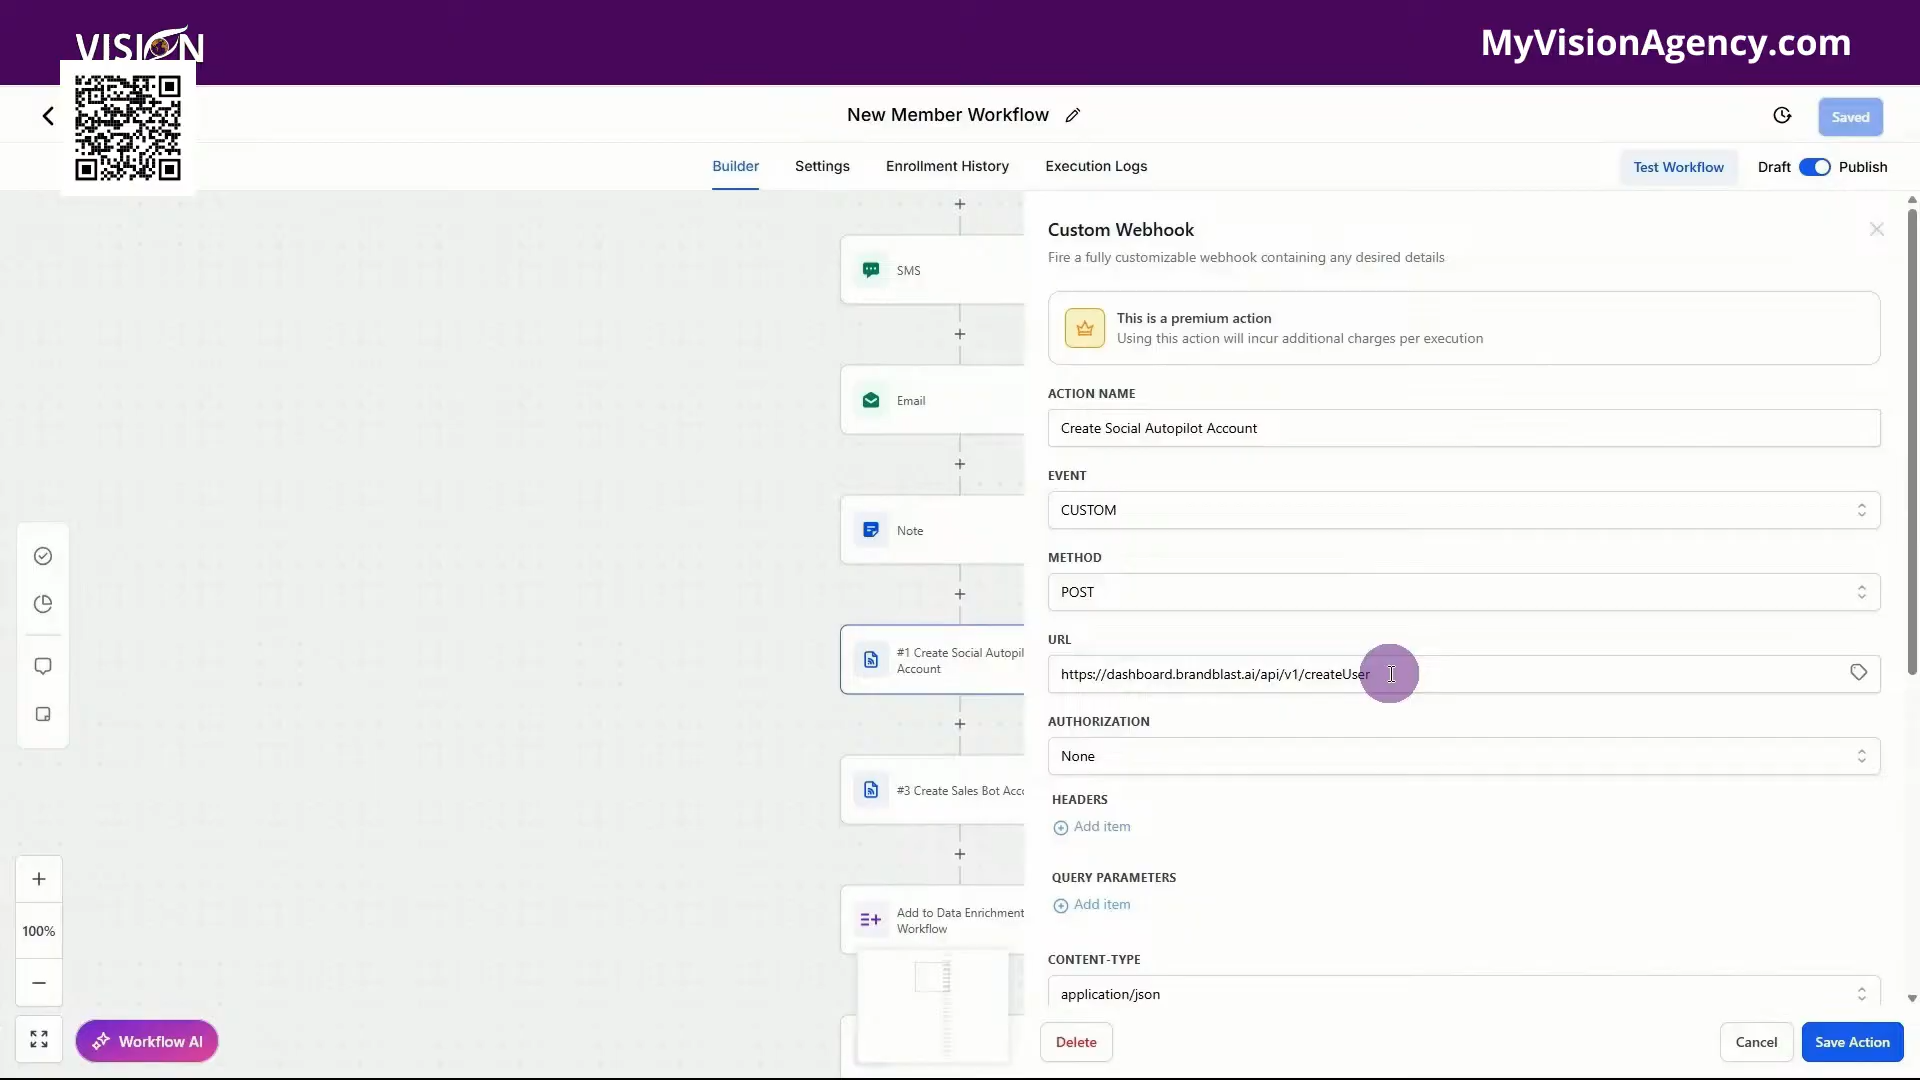 VISION
MyVisionAgency.com
New Member Workflow
Saved
Builder
Settings
Enrollment History
Execution Logs
Test Workflow
Draft
Publish
SMS
Email
Note
#1 Create Social Autopil
Account
#3 Create Sales Bot Acc
Add to Data Enrichment
Workflow
100%
Workflow AI
Custom Webhook
Fire a fully customizable webhook containing any desired details
This is a premium action
Using this action will incur additional charges per execution
ACTION NAME
Create Social Autopilot Account
EVENT
CUSTOM
METHOD
POST
URL
https://dashboard.brandblast.ai/api/v1/createUser
AUTHORIZATION
None
HEADERS
Add item
QUERY PARAMETERS
Add item
CONTENT-TYPE
application/json
Delete
Cancel
Save Action